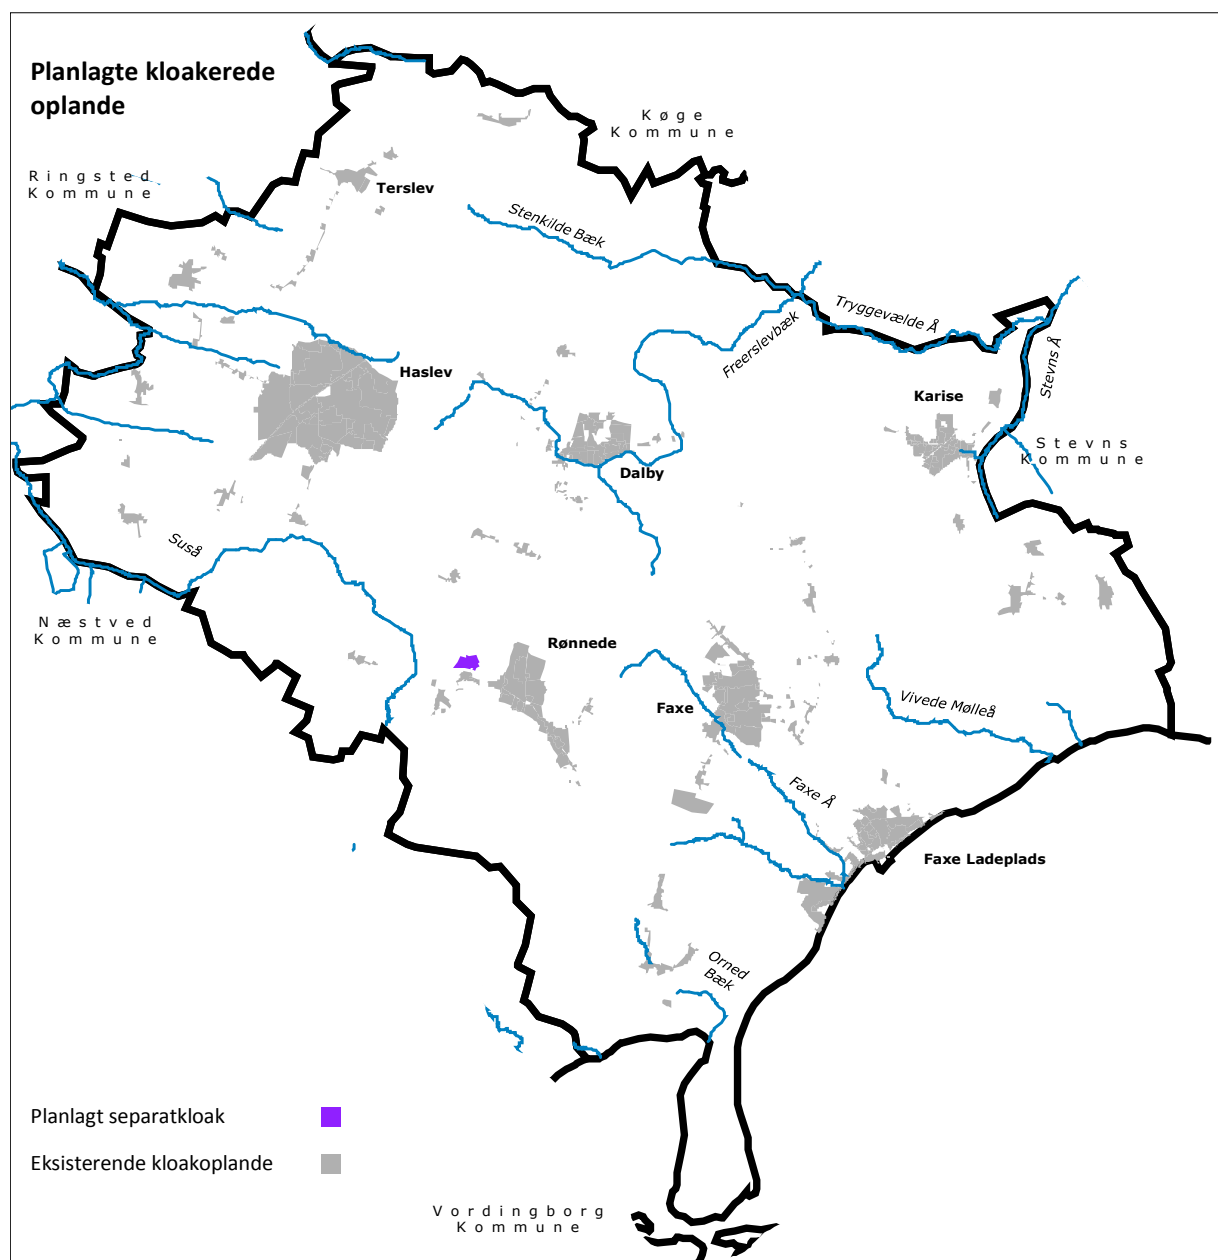 Planlagte kloakerede
oplande
Køge
Kommune
Ringsted
Kommune
Terslev
Stenkilde Bæk
Tryggevælde Å
Freerslevbæk
Stevns Å
Haslev
Karise
Stevns
Kommune
Dalby
Suså
Næstved
Kommune
Rønnede
Faxe
Vivede Mølleå
Faxe Å
Faxe Ladeplads
Orned
Bæk
Planlagt separatkloak
Eksisterende kloakoplande
Vordingborg
Kommune